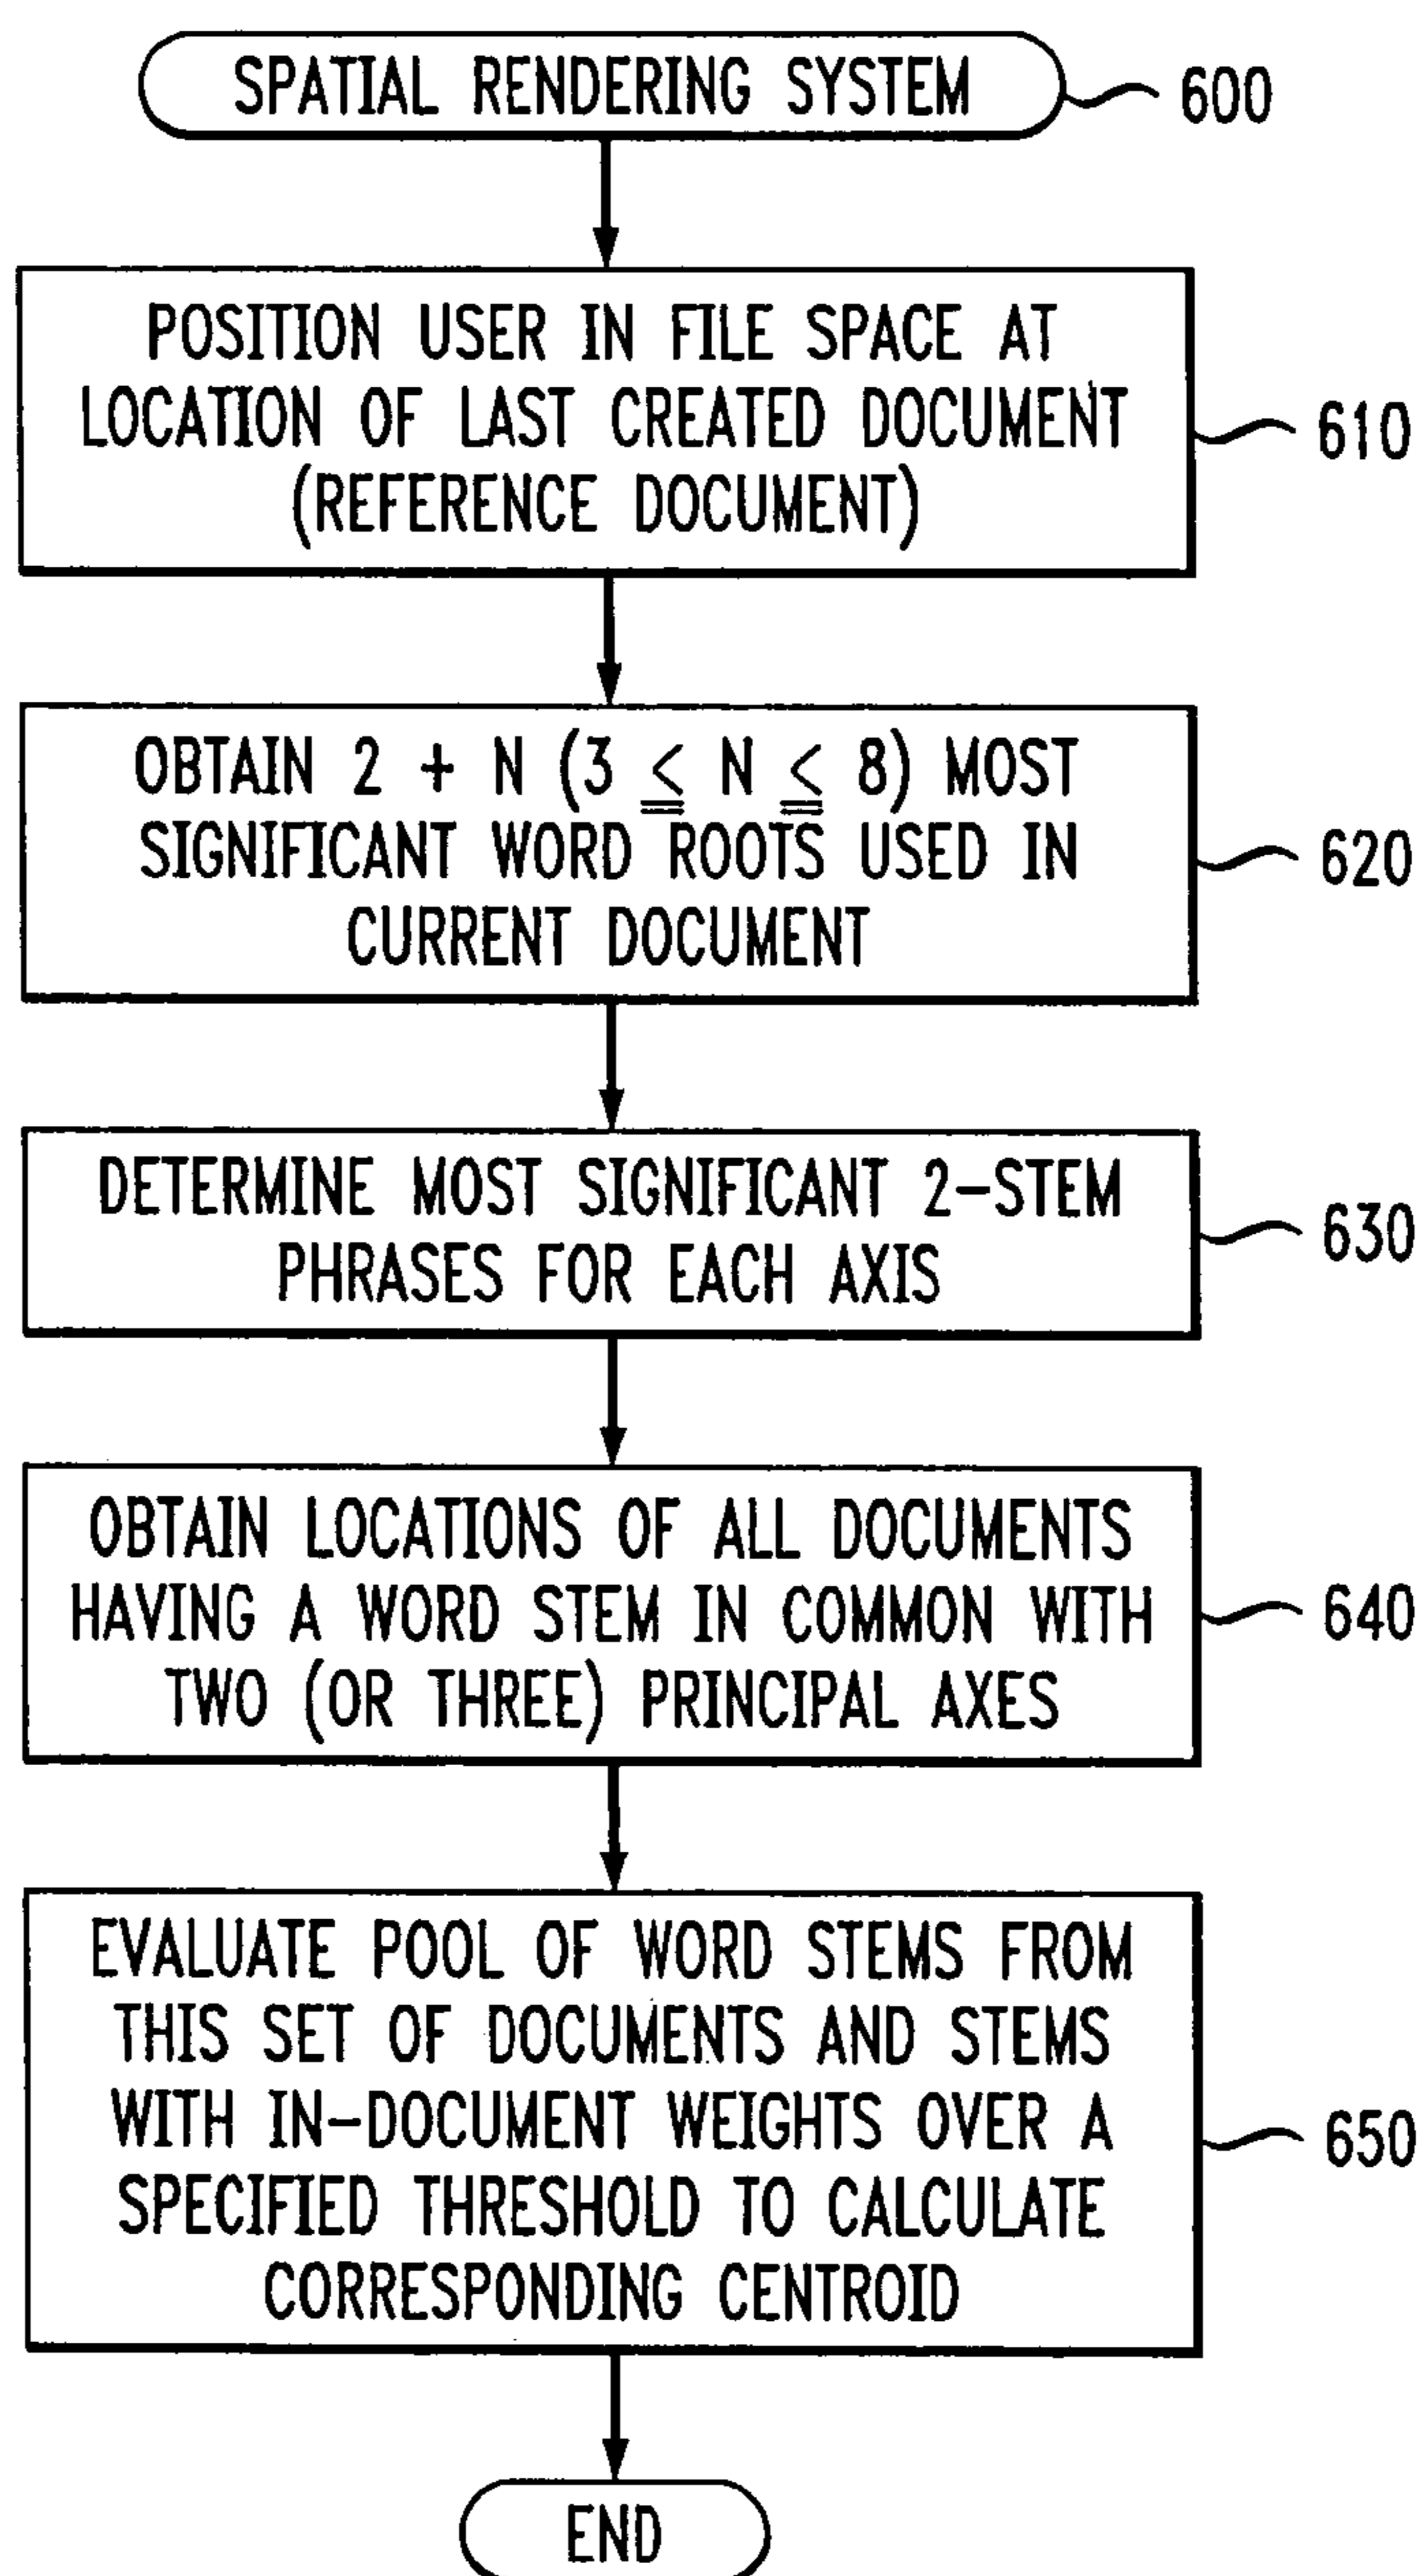 SPATIAL RENDERING SYSTEM
600
POSITION USER IN FILE SPACE AT
LOCATION OF LAST CREATED DOCUMENT
(REFERENCE DOCUMENT)
610
OBTAIN 2 + N (3 ≤ N ≤ 8) MOST
SIGNIFICANT WORD ROOTS USED IN
CURRENT DOCUMENT
620
DETERMINE MOST SIGNIFICANT 2-STEM
PHRASES FOR EACH AXIS
630
OBTAIN LOCATIONS OF ALL DOCUMENTS
HAVING A WORD STEM IN COMMON WITH
TWO (OR THREE) PRINCIPAL AXES
640
EVALUATE POOL OF WORD STEMS FROM
THIS SET OF DOCUMENTS AND STEMS
WITH IN-DOCUMENT WEIGHTS OVER A
SPECIFIED THRESHOLD TO CALCULATE
CORRESPONDING CENTROID
650
END